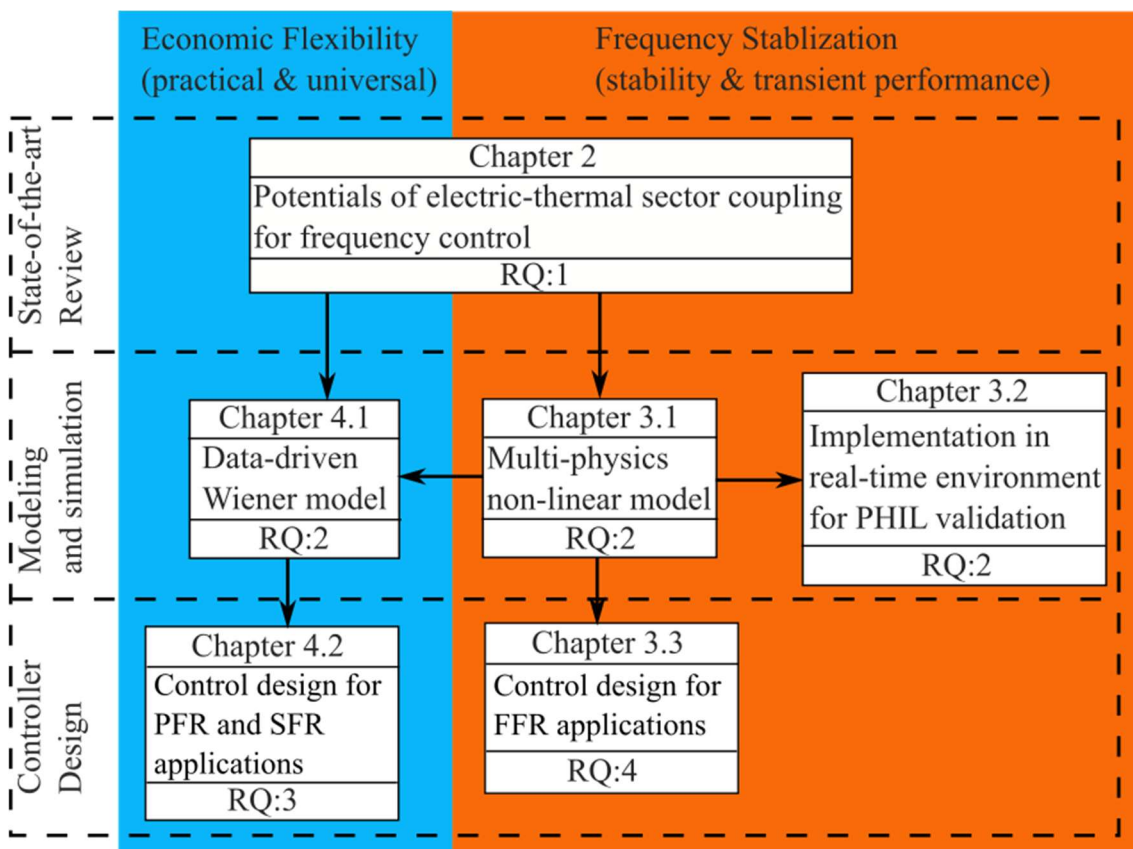 Economic Flexibility
(practical & universal)
Frequency Stablization
(stability & transient performance)
State-of-the-art
Review
Chapter 2
Potentials of electric-thermal sector coupling
for frequency control
RQ:1
Modeling
and simulation
Chapter 4.1
Data-driven
Wiener model
RQ:2
Chapter 3.1
Multi-physics
non-linear model
RQ:2
Chapter 3.2
Implementation in
real-time environment
for PHIL validation
RQ:2
Controller
Design
Chapter 4.2
Control design for
PFR and SFR
applications
RQ:3
Chapter 3.3
Control design for
FFR applications
RQ:4